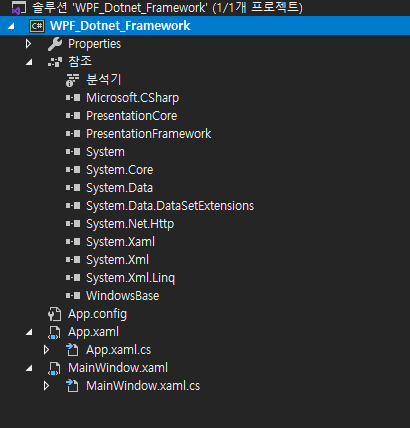 솔루션 'WPF_Dotnet_Framework' (1/1개 프로젝트)
C# WPF_Dotnet_Framework
Properties
참조
분석기
Microsoft.CSharp
PresentationCore
PresentationFramework
System
System.Core
System.Data
System.Data.DataSetExtensions
System.Net.Http
System.Xaml
System.Xml
System.Xml.Linq
WindowsBase
App.config
App.xaml
App.xaml.cs
MainWindow.xaml
MainWindow.xaml.cs